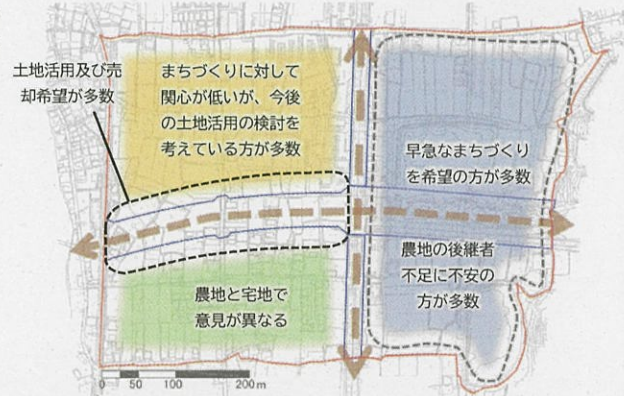 土地活用及び売
却希望が多数
まちづくりに対して
関心が低いが、今後
の土地活用の検討を
考えている方が多数
早急なまちづくり
を希望の方が多数
農地の後継者
不足に不安の
方が多数
農地と宅地で
意見が異なる
0 50 100 200m